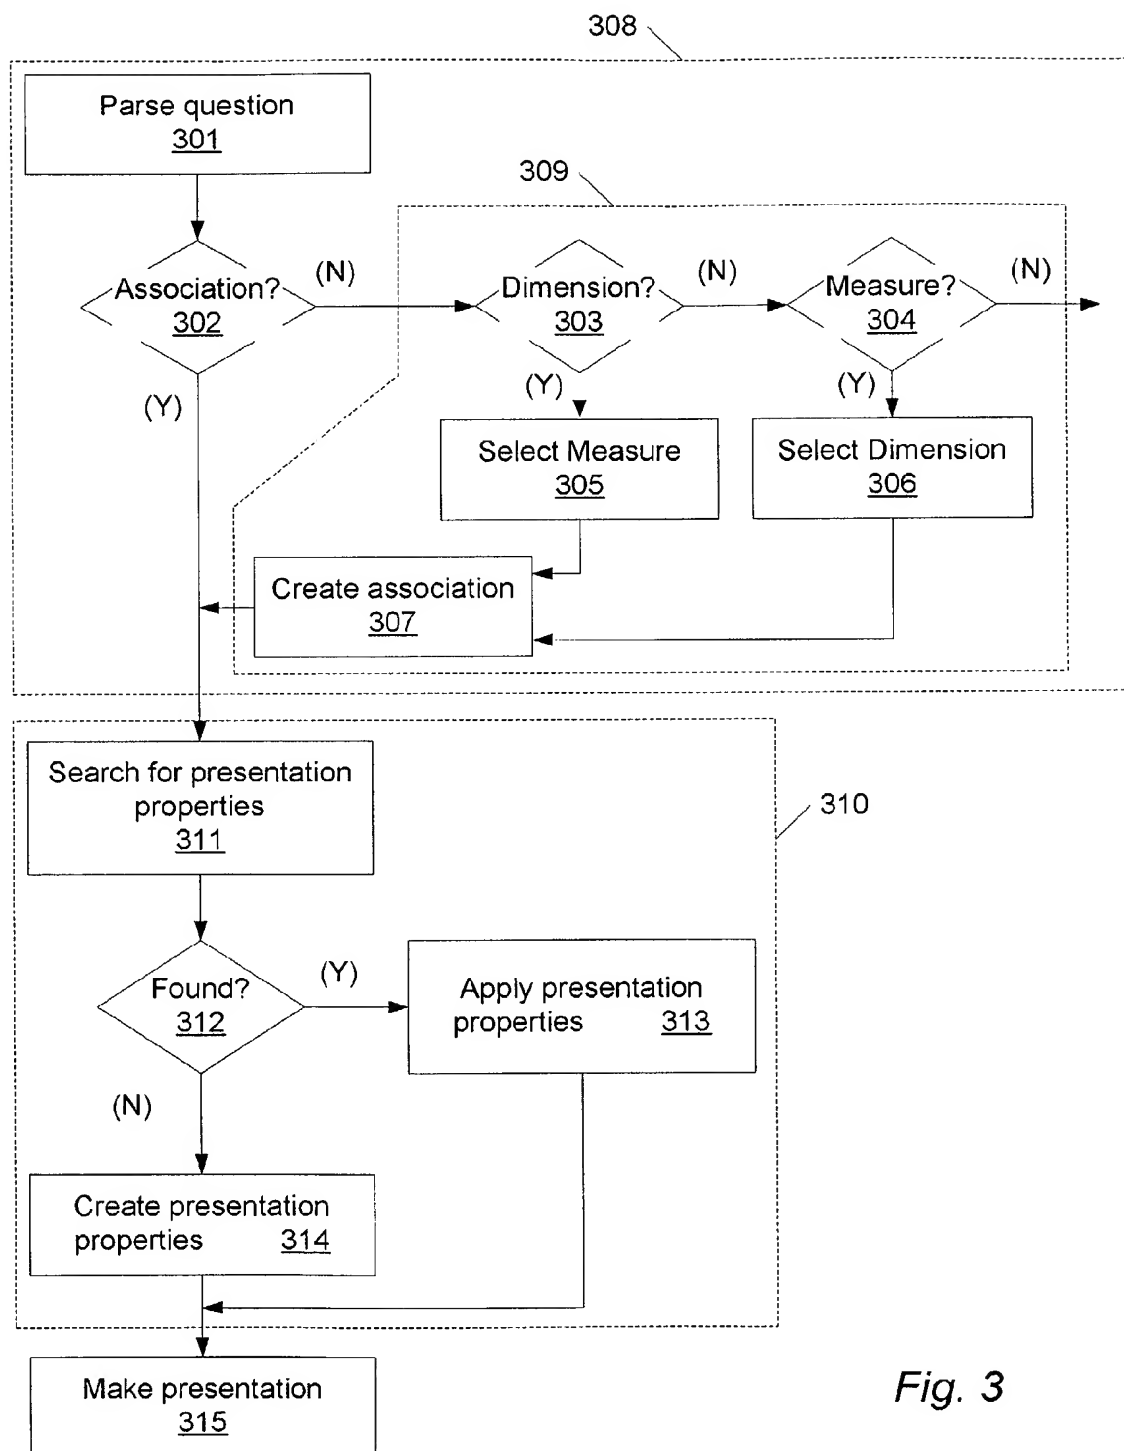 308
Parse question
301
309
Association?
302
(N)
Dimension?
303
(N)
Measure?
304
(N)
(Y)
(Y)
(Y)
Select Measure
305
Select Dimension
306
Create association
307
Search for presentation
properties
311
310
Found?
312
(Y)
Apply presentation
properties 313
(N)
Create presentation
properties 314
Make presentation
315
Fig. 3